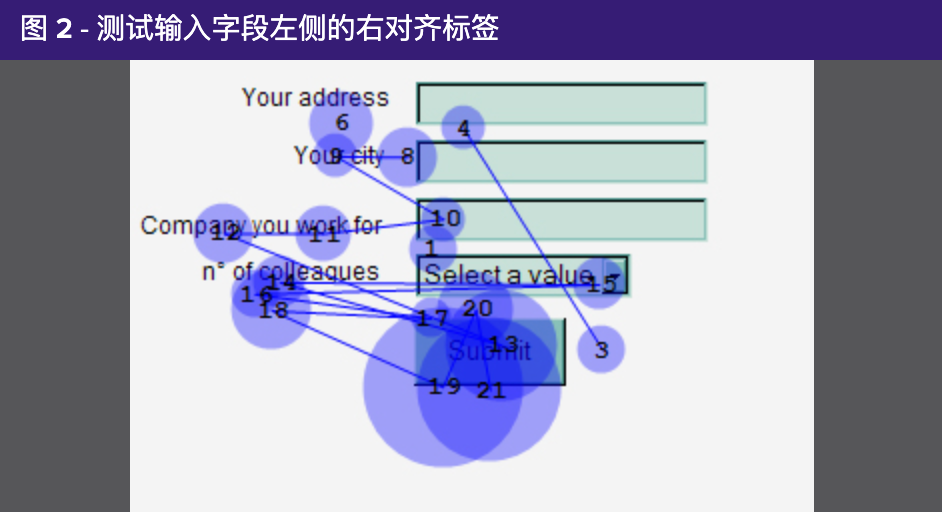 图 2 - 测试输入字段左侧的右对齐标签
Your address
6
4
Your city
9
8
10
Company you work for
12
11
1
n° of colleagues
14
Select a value
15
16
18
17
20
13
Submit
3
19
21